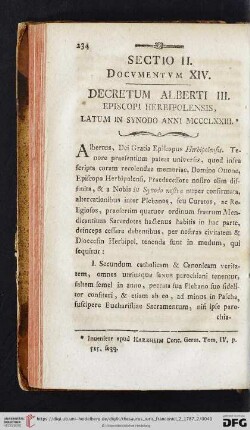 234
SECTIO II.
DOCVMENTVM XIV.
DECRETUM ALBERTI III.
EPISCOPI HERBIPOLENSIS,
LATUM IN SYNODO ANNI MCCCLXXIII.*
Albertus, Dei Gratia Episcopus Herbipolensis. Te-
nore præsentium patent universis, quod infra
scripta coram revolendæ memoriæ, Domino Ottone,
Episcopo Herbipolensi, Prædecessore nostro olim dif-
finita, & a Nobis in Synodo nostra nuper confirmata,
altercationibus inter Plebanos, seu Curatos, ac Re-
ligiosos, præsertim quatuor ordinum fratrum Men-
dicantium Sacerdotes hactenus habitis in hac parte,
deinceps cessare debentibus, per nostras civitatem &
Diocesin Herbipol. tenenda sunt in modum, qui
sequitur:
I. Secundum catholicam & Canonicam verita-
tem, omnes utriusque sexus parochiani tenentur,
saltem semel in anno, peccata sua Plebano suo fideli-
ter confiteri, & etiam ab eo, ad minus in Pascha,
suscipere Eucharistiæ Sacramentum, nisi ipse paro-
chia-
* Invenitur apud HARZHEIM Conc. Germ. Tom. IV, p.